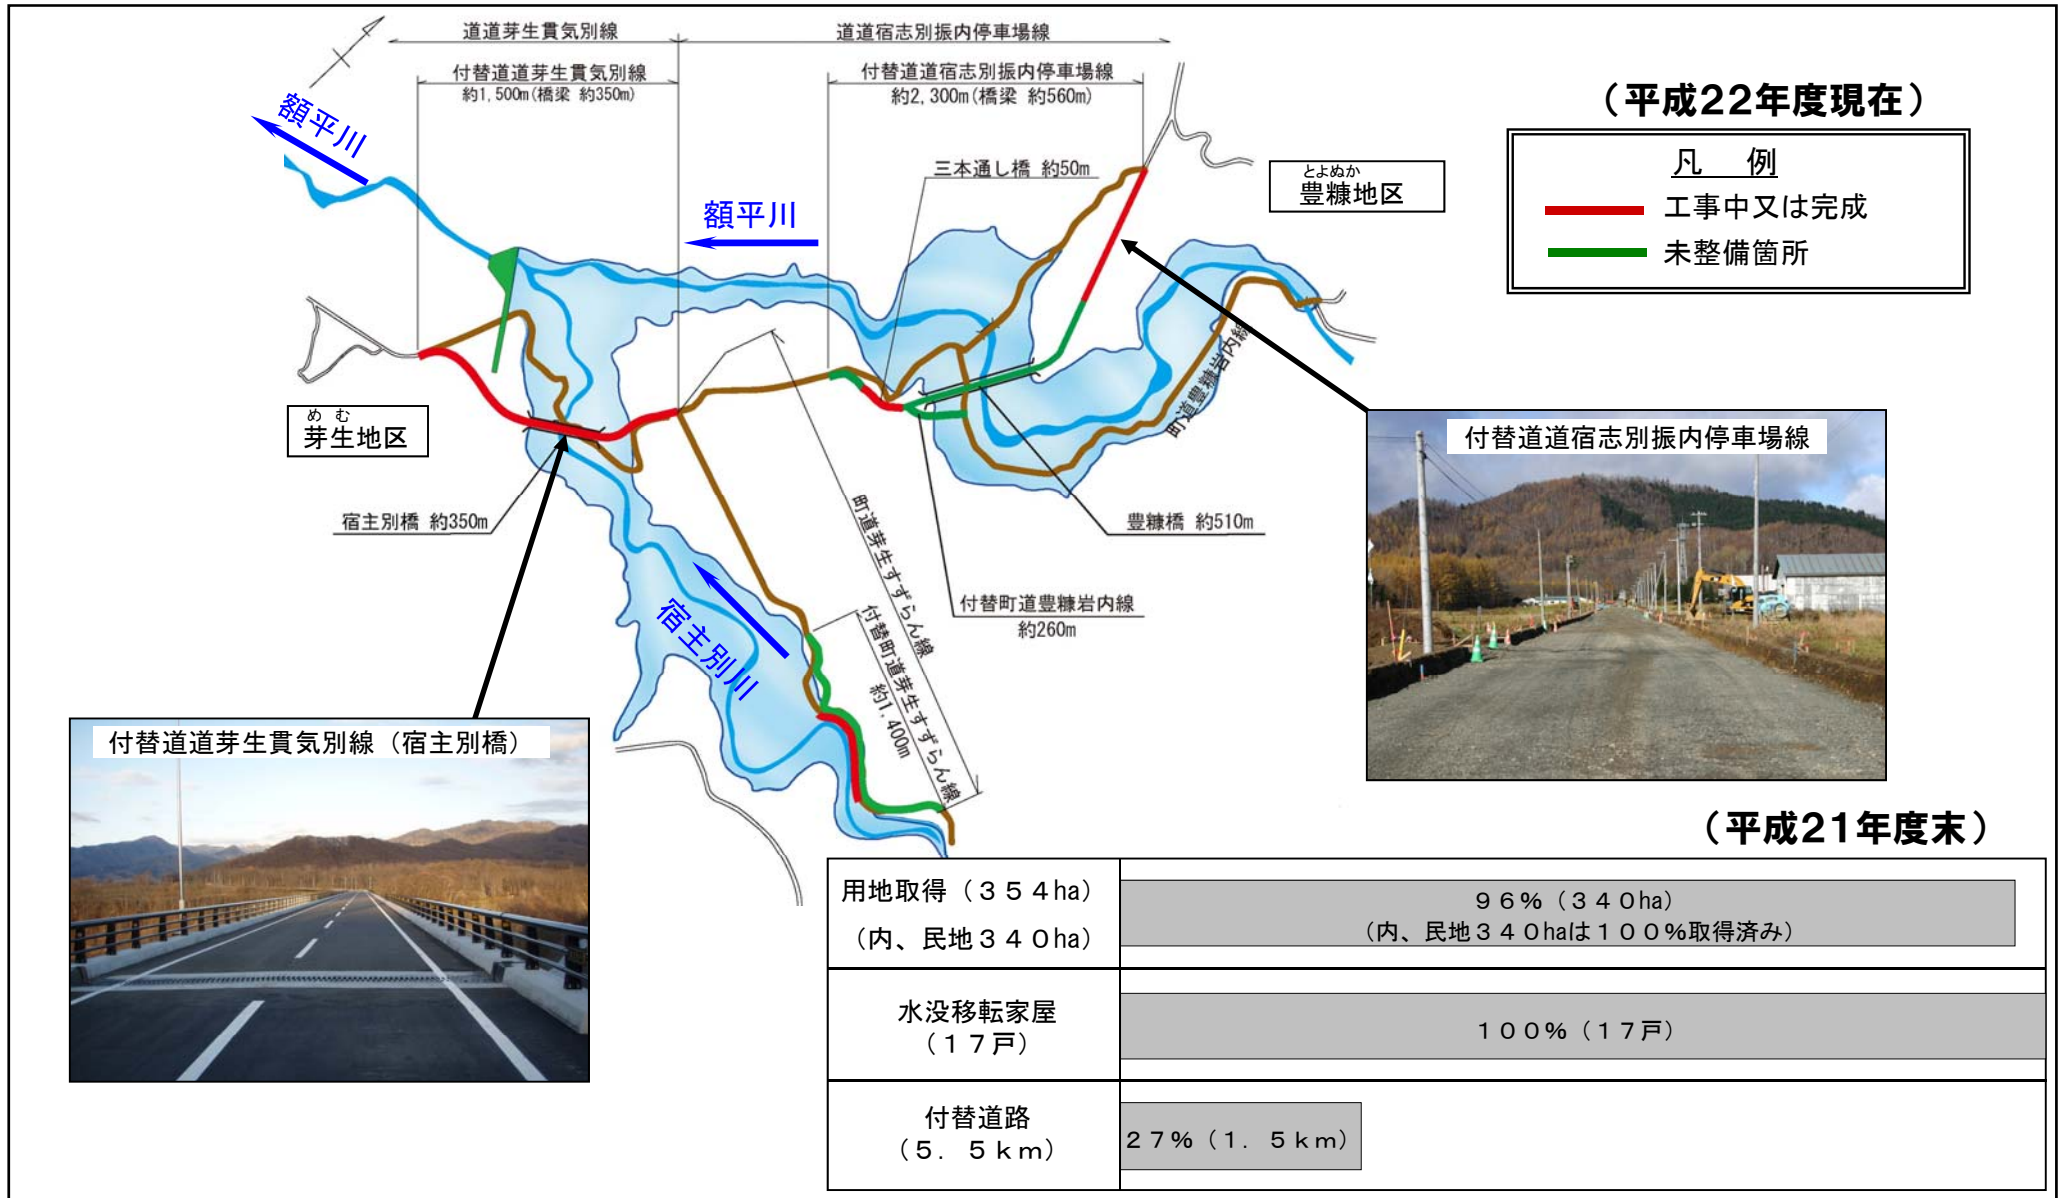 道道芽生貫気別線
道道宿志別振内停車場線
付替道道芽生貫気別線
約1,500m(橋梁 約350m)
付替道道宿志別振内停車場線
約2,300m(橋梁 約560m)
(平成22年度現在)
凡 例
工事中又は完成
未整備箇所
額平川
額平川
三本通し橋 約50m
とよぬか
豊糠地区
め む
芽生地区
町道豊糠岩内線
付替道道宿志別振内停車場線
宿主別橋 約350m
豊糠橋 約510m
町道芽生すずらん線
付替町道豊糠岩内線
約260m
付替町道芽生すずらん線
約1,400m
宿主別川
付替道道芽生貫気別線(宿主別橋)
(平成21年度末)
用地取得(354ha)
(内、民地340ha)
96%(340ha)
(内、民地340haは100%取得済み)
水没移転家屋
(17戸)
100%(17戸)
付替道路
(5.5km)
27%(1.5km)